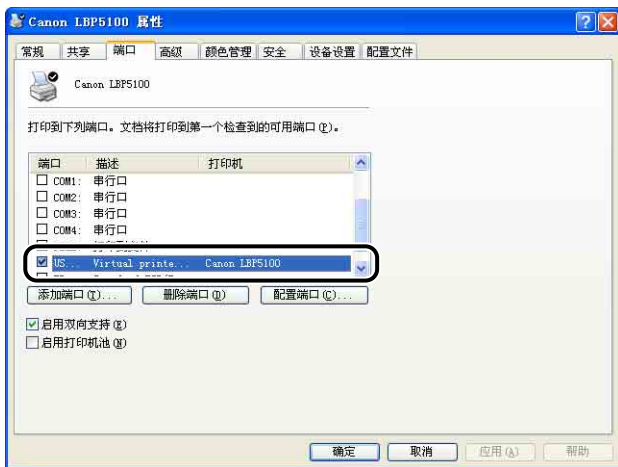 Canon LBP5100 属性
常规 共享 端口 高级 颜色管理 安全 设备设置 配置文件
Canon LBP5100
打印到下列端口。文档将打印到第一个检查到的可用端口(P)。
端口 描述 打印机
COM1: 串行口
COM2: 串行口
COM3: 串行口
COM4: 串行口
US... Virtual printe... Canon LBP5100
添加端口(T)... 删除端口(D) 配置端口(C)...
启用双向支持(E)
启用打印机池(N)
确定 取消 应用(A) 帮助